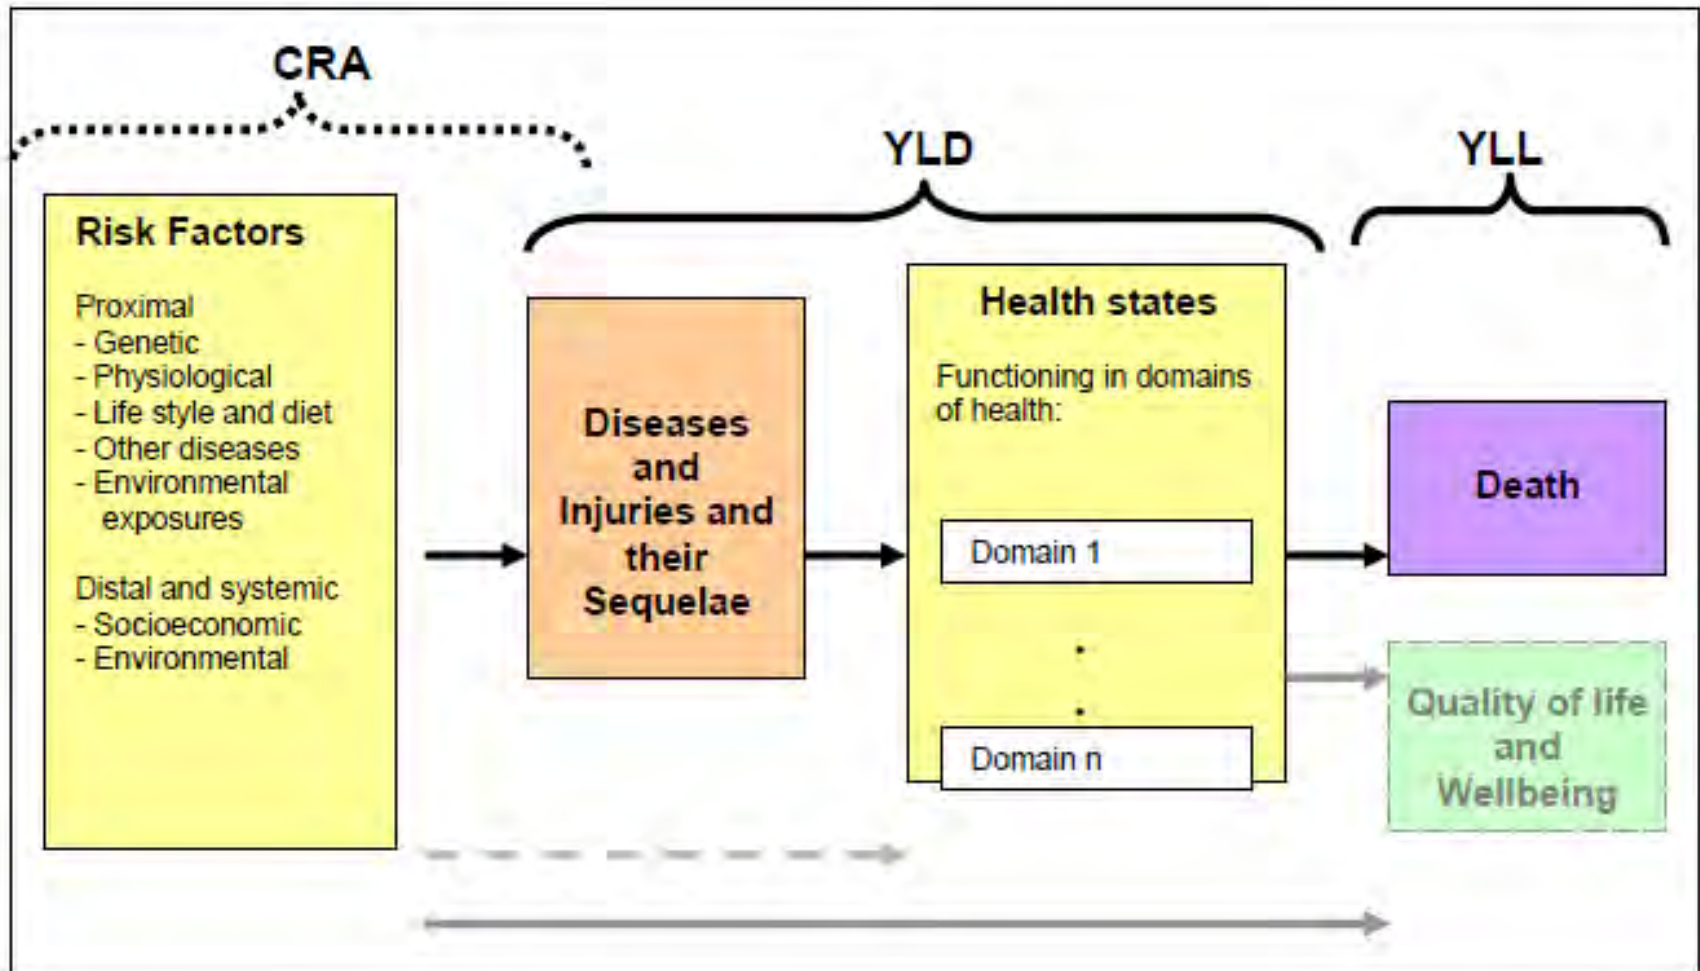 CRA
YLD
YLL
Risk Factors
Proximal
- Genetic
- Physiological
- Life style and diet
- Other diseases
- Environmental
exposures
Distal and systemic
- Socioeconomic
- Environmental
Diseases
and
Injuries and
their
Sequelae
Health states
Functioning in domains
of health:
Domain 1
.
.
Domain n
Death
Quality of life
and
Wellbeing